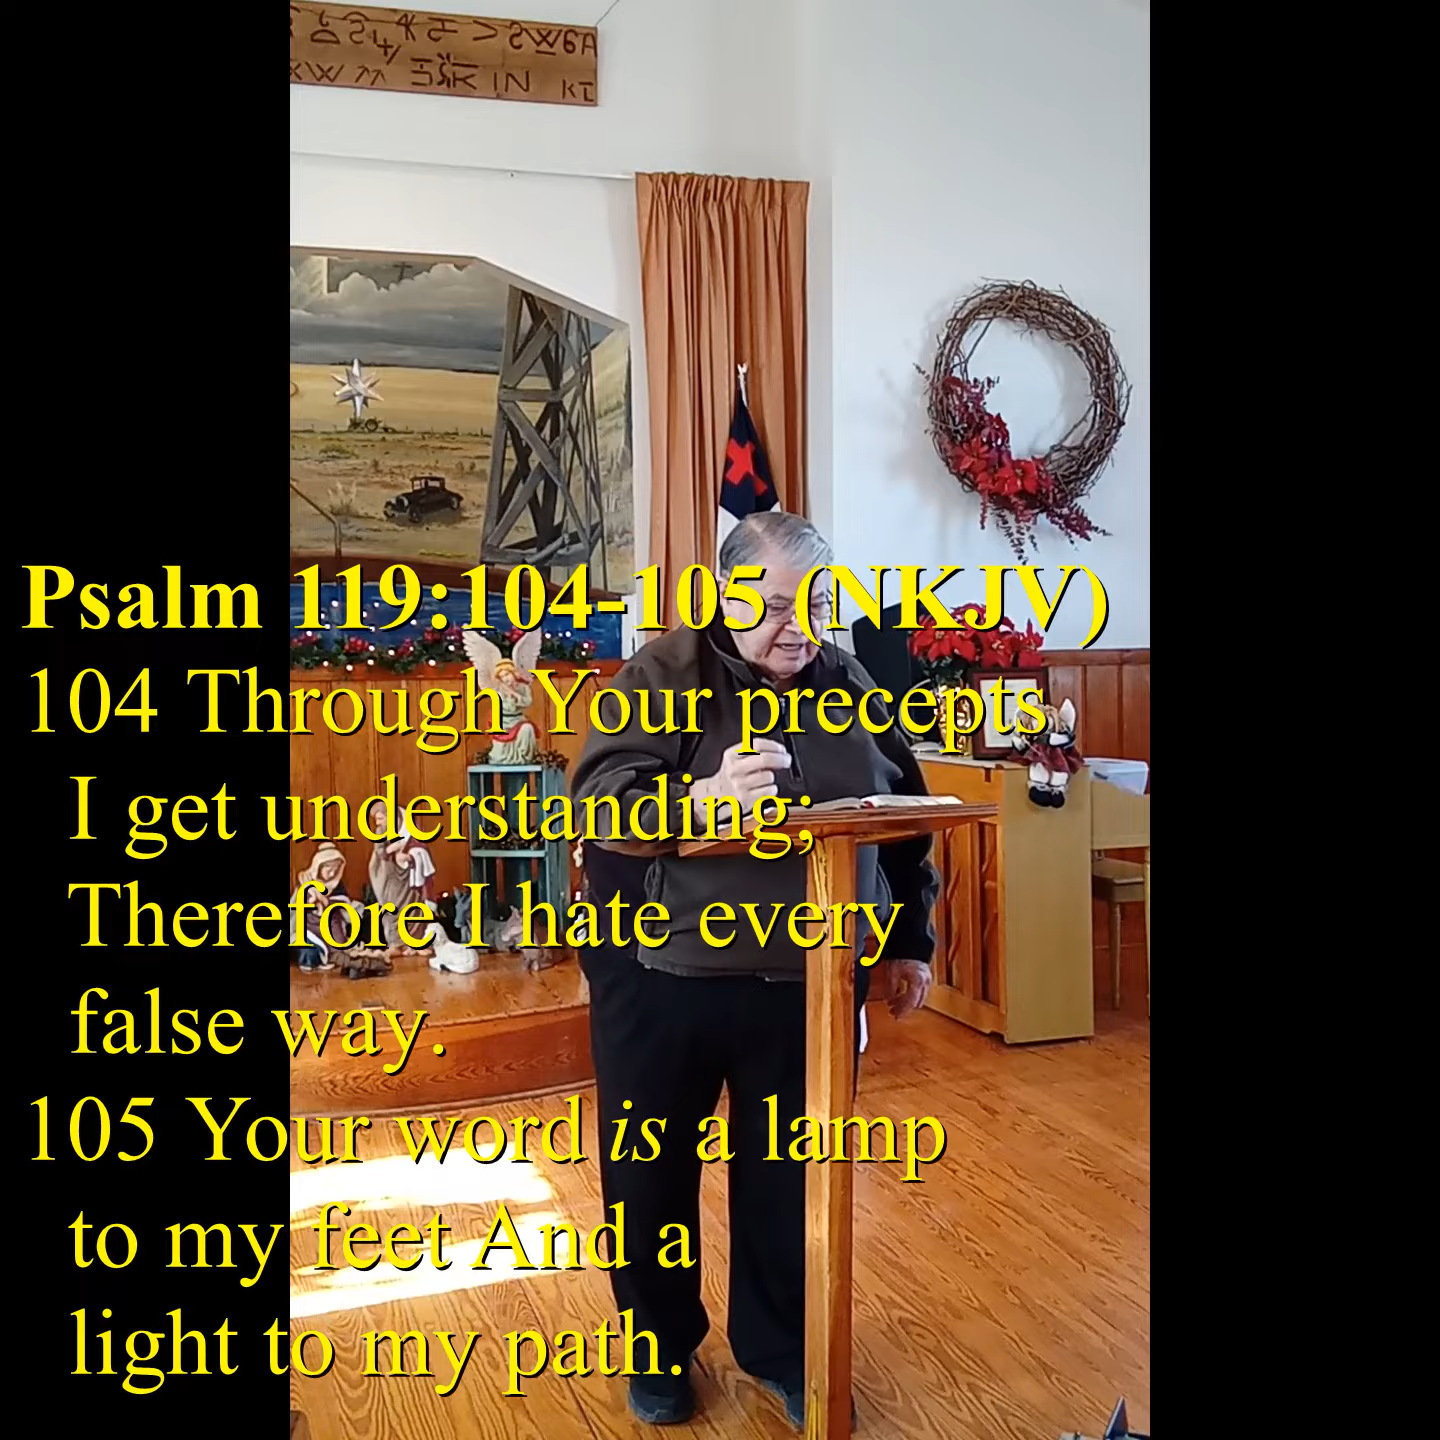 Psalm 119:104-105 (NKJV)
104 Through Your precepts
I get understanding;
Therefore I hate every
false way.
105 Your word is a lamp
to my feet And a
light to my path.